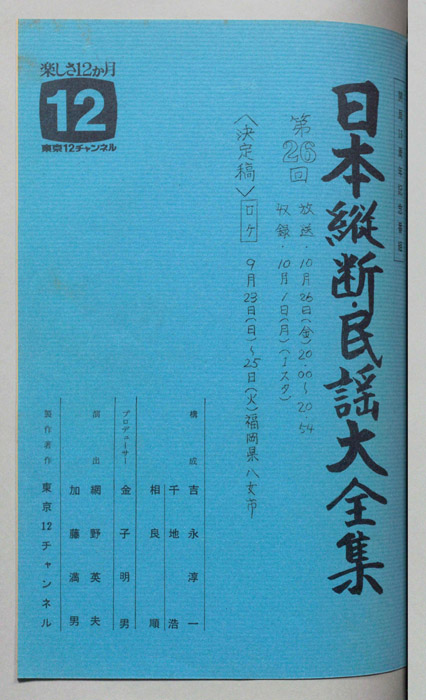 日本縦断・民謡大全集
第26回
放送・10月26日(金)20:00〜20:54
収録・10月1日(月)(1スタ)
〈決定稿〉
ロケ 9月23日(日)〜25日(火)福岡県八女市
楽しさ12か月
12
東京12チャンネル
構成 吉永淳一
千地浩
相良順
プロデューサー 金子明男
演出 網野英夫
加藤満男
製作著作 東京12チャンネル